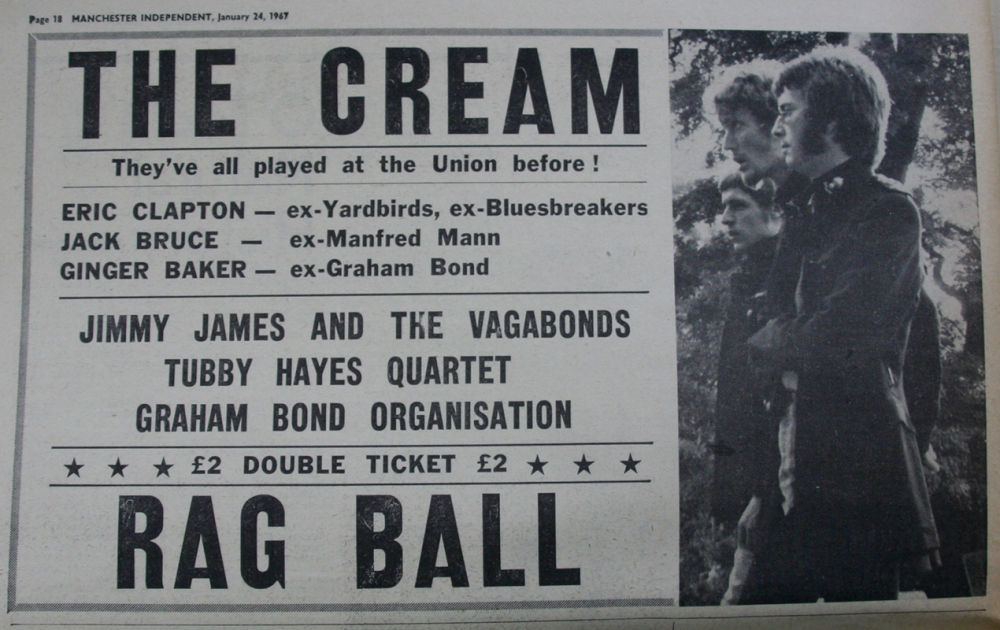 Page 18 MANCHESTER INDEPENDENT, January 24, 1967
THE CREAM
They've all played at the Union before !
ERIC CLAPTON — ex-Yardbirds, ex-Bluesbreakers
JACK BRUCE — ex-Manfred Mann
GINGER BAKER — ex-Graham Bond
JIMMY JAMES AND THE VAGABONDS
TUBBY HAYES QUARTET
GRAHAM BOND ORGANISATION
★ ★ ★ £2 DOUBLE TICKET £2 ★ ★ ★
RAG BALL